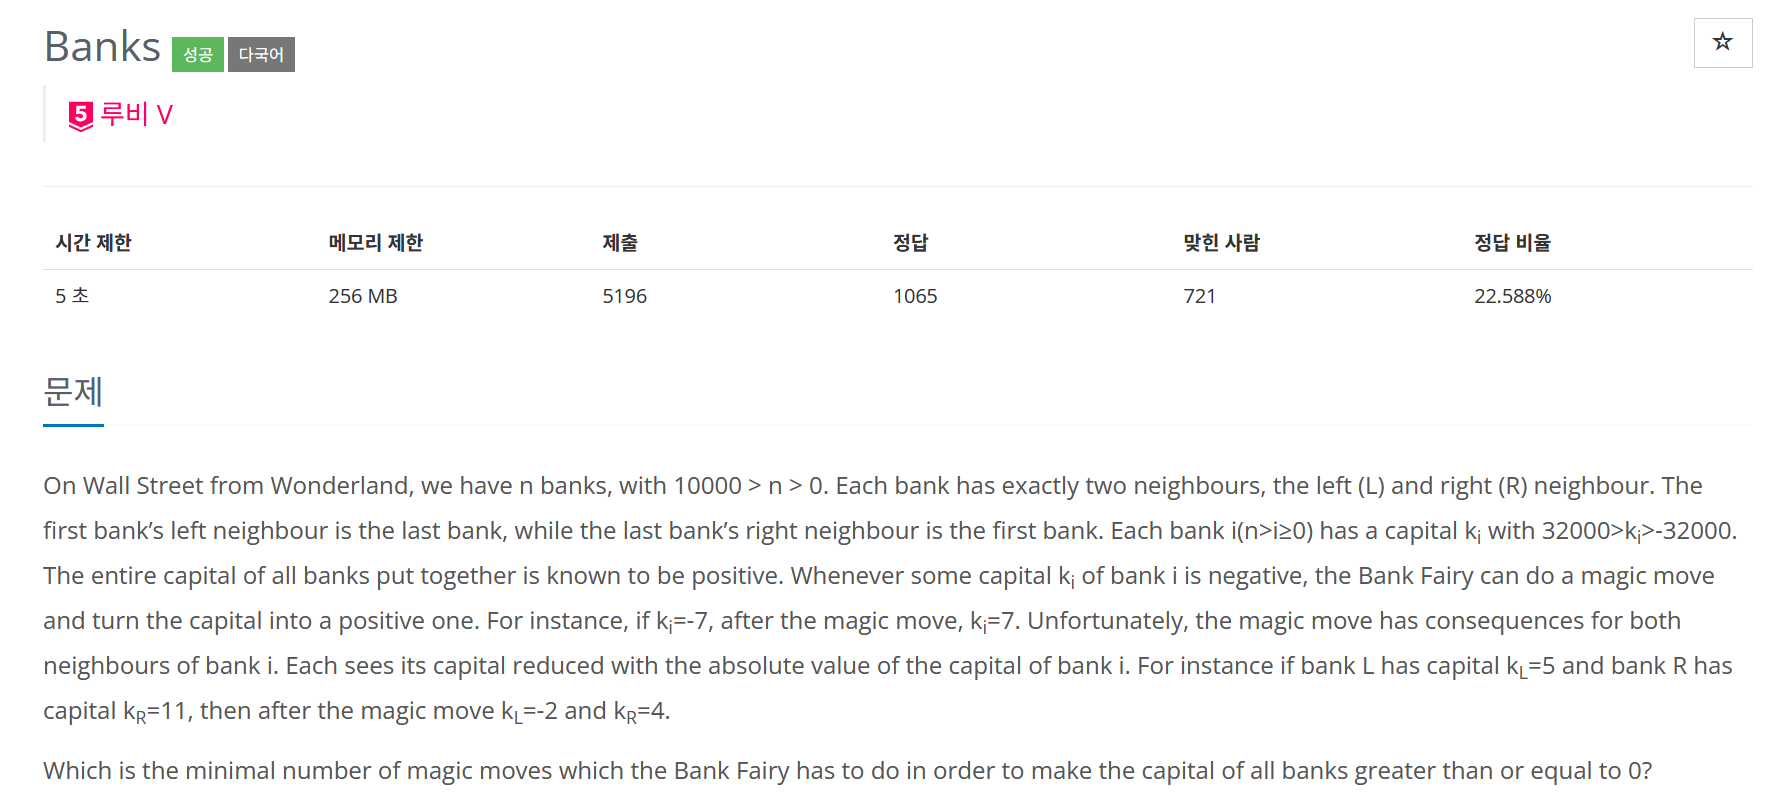 Banks 성공 다국어
5 루비 V
시간 제한 메모리 제한 제출 정답 맞힌 사람 정답 비율
5 초 256 MB 5196 1065 721 22.588%
문제
On Wall Street from Wonderland, we have n banks, with 10000 > n > 0. Each bank has exactly two neighbours, the left (L) and right (R) neighbour. The
first bank’s left neighbour is the last bank, while the last bank’s right neighbour is the first bank. Each bank i(n>i≥0) has a capital kᵢ with 32000>kᵢ>-32000.
The entire capital of all banks put together is known to be positive. Whenever some capital kᵢ of bank i is negative, the Bank Fairy can do a magic move
and turn the capital into a positive one. For instance, if kᵢ=-7, after the magic move, kᵢ=7. Unfortunately, the magic move has consequences for both
neighbours of bank i. Each sees its capital reduced with the absolute value of the capital of bank i. For instance if bank L has capital k_L=5 and bank R has
capital k_R=11, then after the magic move k_L=-2 and k_R=4.
Which is the minimal number of magic moves which the Bank Fairy has to do in order to make the capital of all banks greater than or equal to 0?